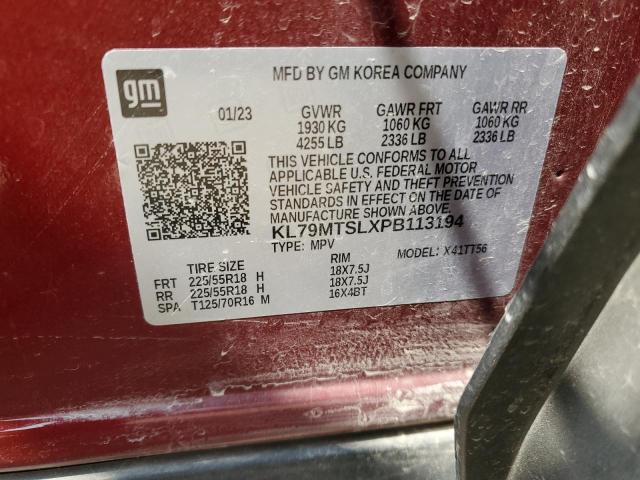 gm
MFD BY GM KOREA COMPANY
01/23 GVWR GAWR FRT GAWR RR
1930 KG 1060 KG 1060 KG
4255 LB 2336 LB 2336 LB
THIS VEHICLE CONFORMS TO ALL
APPLICABLE U.S. FEDERAL MOTOR
VEHICLE SAFETY AND THEFT PREVENTION
STANDARDS IN EFFECT ON THE DATE OF
MANUFACTURE SHOWN ABOVE.
KL79MTSLXPB113194
TYPE: MPV MODEL: X41TT56
TIRE SIZE RIM
FRT 225/55R18 H 18X7.5J
RR 225/55R18 H 18X7.5J
SPA T125/70R16 M 16X4BT